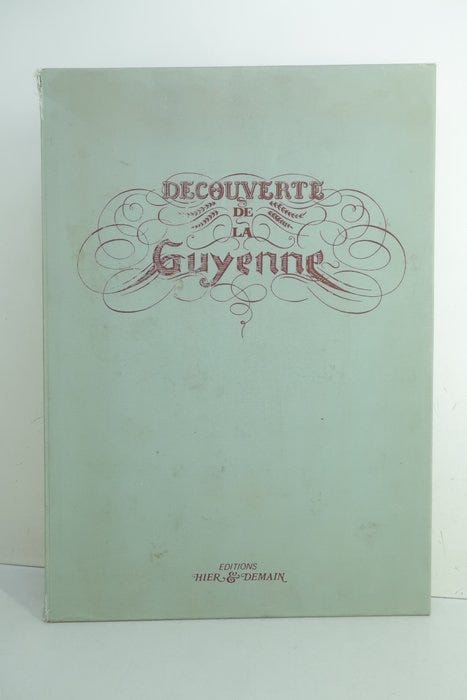 DECOUVERTE
DE
LA
Guyenne
EDITIONS
HIER & DEMAIN